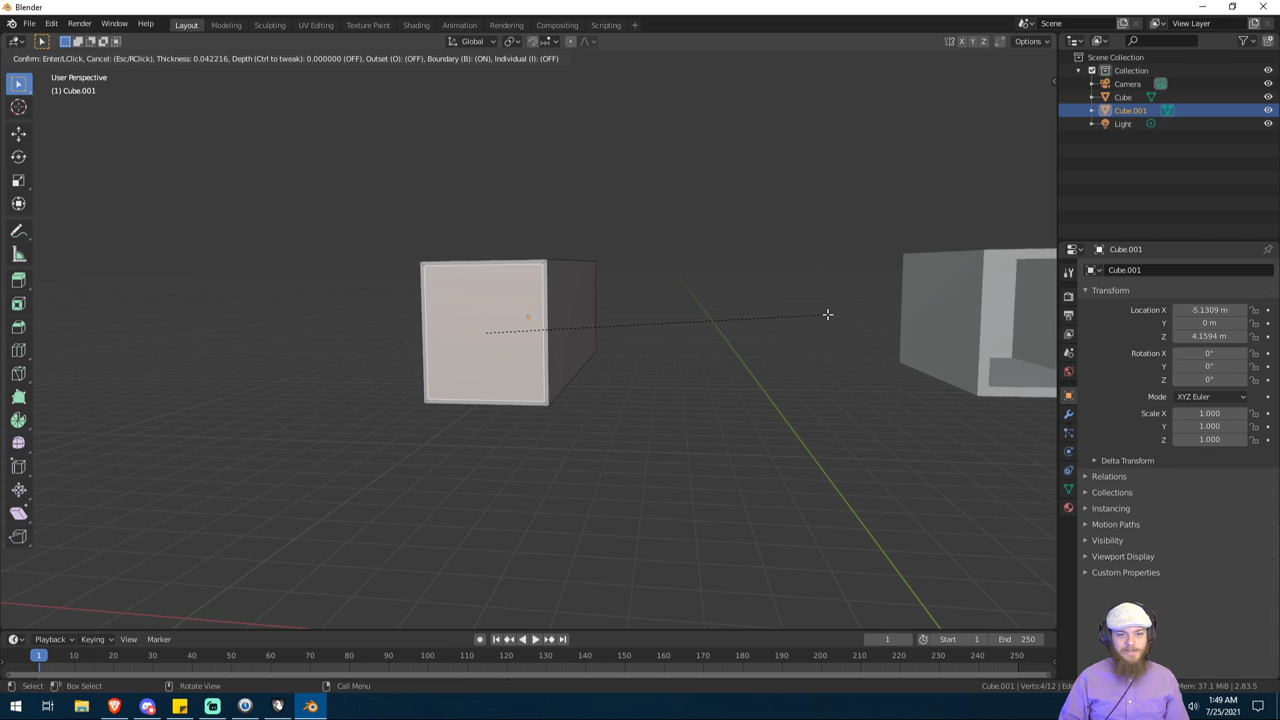 Blender
File Edit Render Window Help Layout Modeling Sculpting UV Editing Texture Paint Shading Animation Rendering Compositing Scripting + Scene View Layer
Global X Y Z Options
Confirm: Enter/LClick, Cancel: (Esc/RClick), Thickness: 0.042216, Depth (Ctrl to tweak): 0.000000 (OFF), Outset (O): (OFF), Boundary (B): (ON), Individual (I): (OFF)
User Perspective
(1) Cube.001
Scene Collection
Collection
Camera
Cube
Cube.001
Light
Cube.001
Cube.001
Transform
Location X -5.1309 m
Y 0 m
Z 4.1594 m
Rotation X 0°
Y 0°
Z 0°
Mode XYZ Euler
Scale X 1.000
Y 1.000
Z 1.000
Delta Transform
Relations
Collections
Instancing
Motion Paths
Visibility
Viewport Display
Custom Properties
Playback Keying View Marker 1 Start 1 End 250
1 10 20 30 40 50 60 70 80 90 100 110 120 130 140 150 160 170 180 190 200 210 220 230 240 250
Select Box Select Rotate View Call Menu Cube.001 | Verts:4/12 | Mem: 37.1 MiB | 2.83.5
1:49 AM
7/25/2021